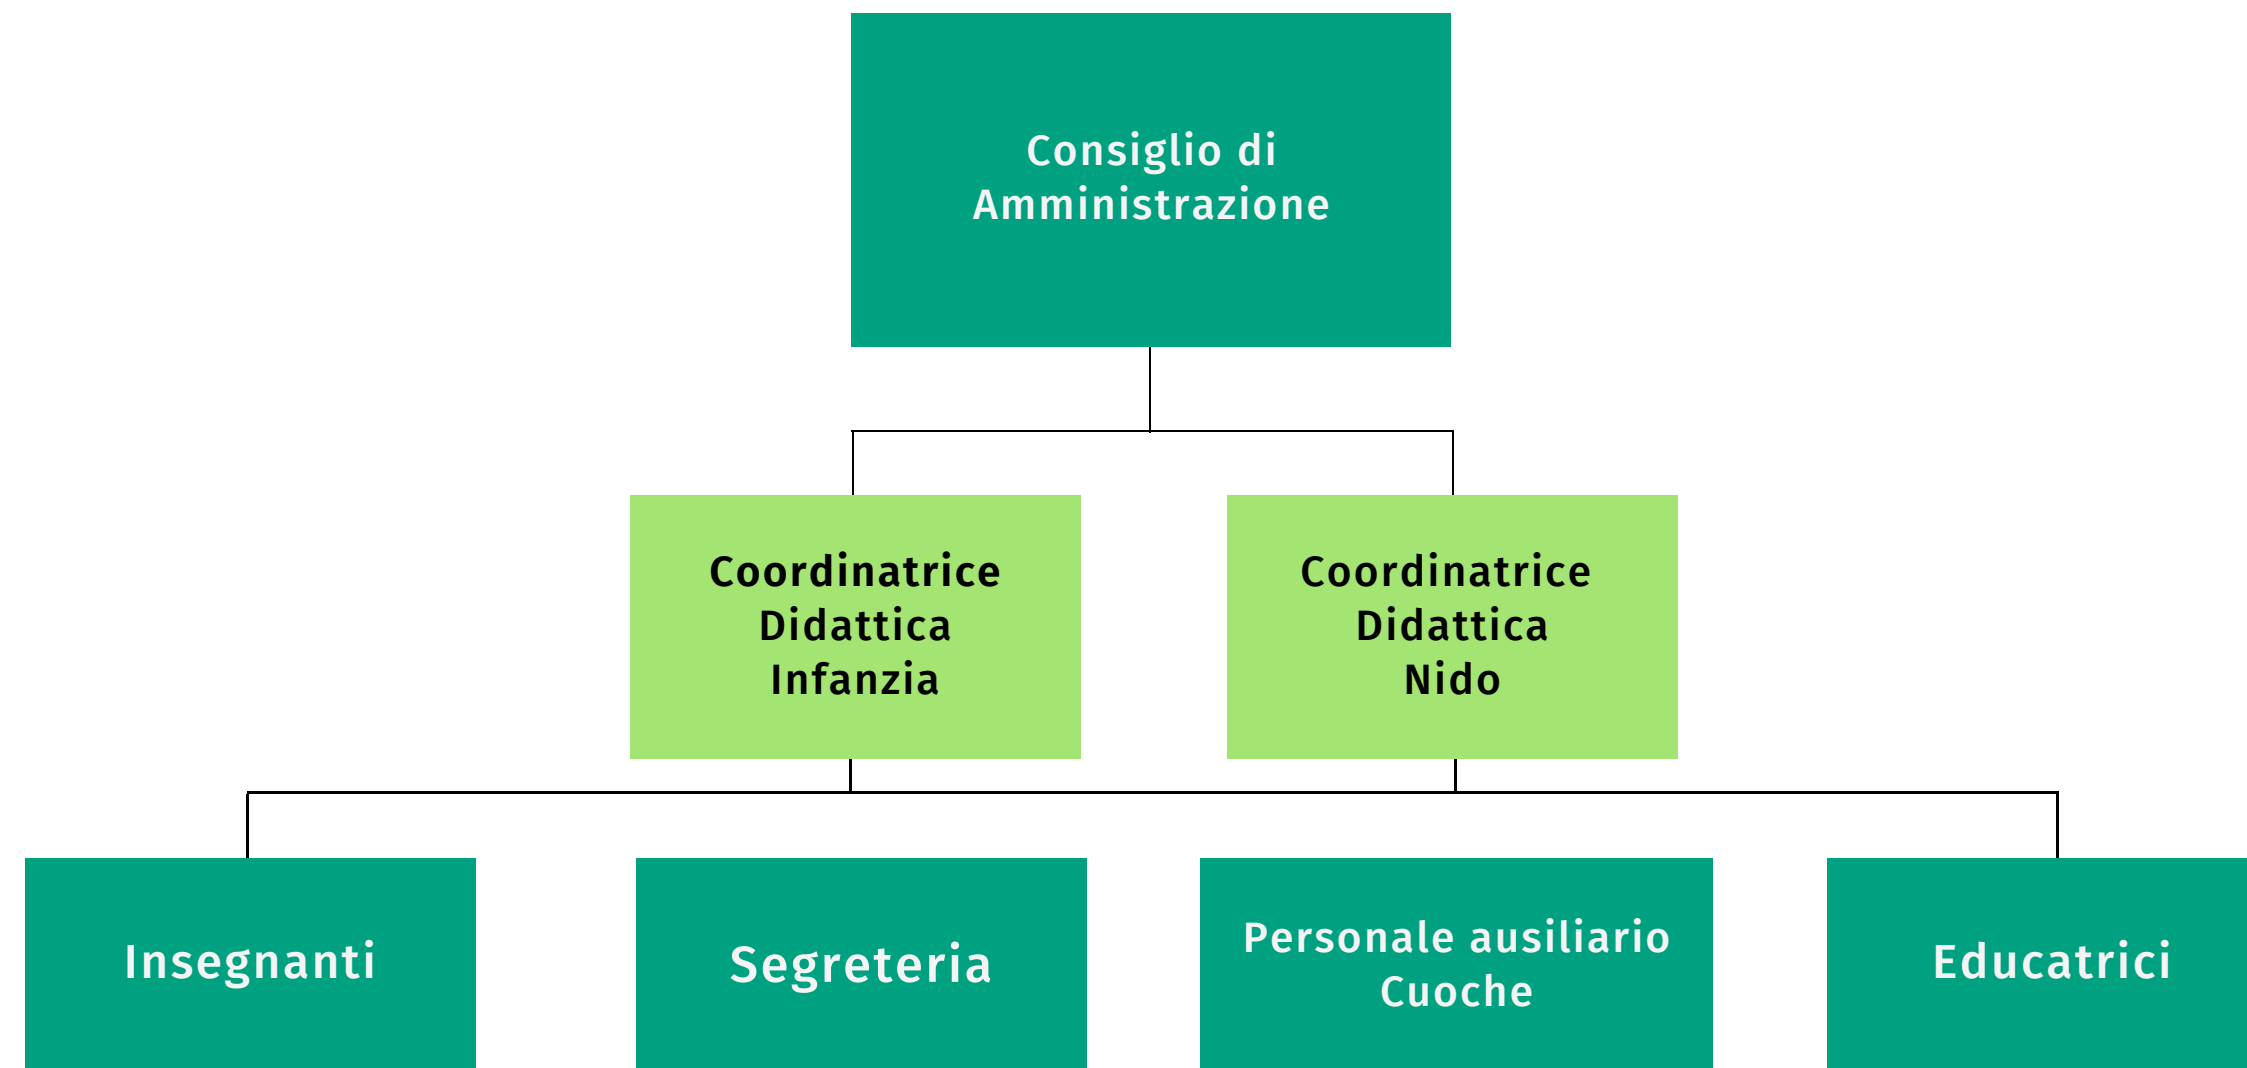 Consiglio di
Amministrazione
Coordinatrice
Didattica
Infanzia
Coordinatrice
Didattica
Nido
Insegnanti
Segreteria
Personale ausiliario
Cuoche
Educatrici